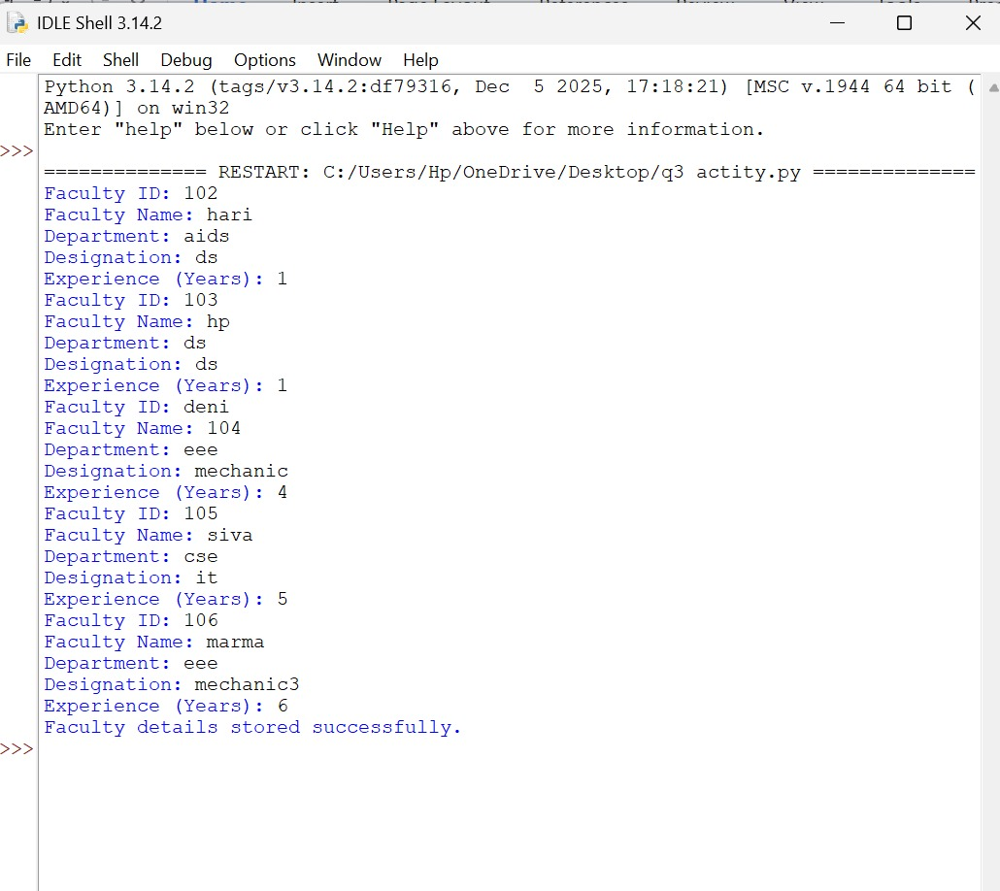 IDLE Shell 3.14.2
File Edit Shell Debug Options Window Help
Python 3.14.2 (tags/v3.14.2:df79316, Dec  5 2025, 17:18:21) [MSC v.1944 64 bit (
AMD64)] on win32
Enter "help" below or click "Help" above for more information.
>>>
============== RESTART: C:/Users/Hp/OneDrive/Desktop/q3 actity.py ==============
Faculty ID: 102
Faculty Name: hari
Department: aids
Designation: ds
Experience (Years): 1
Faculty ID: 103
Faculty Name: hp
Department: ds
Designation: ds
Experience (Years): 1
Faculty ID: deni
Faculty Name: 104
Department: eee
Designation: mechanic
Experience (Years): 4
Faculty ID: 105
Faculty Name: siva
Department: cse
Designation: it
Experience (Years): 5
Faculty ID: 106
Faculty Name: marma
Department: eee
Designation: mechanic3
Experience (Years): 6
Faculty details stored successfully.
>>>